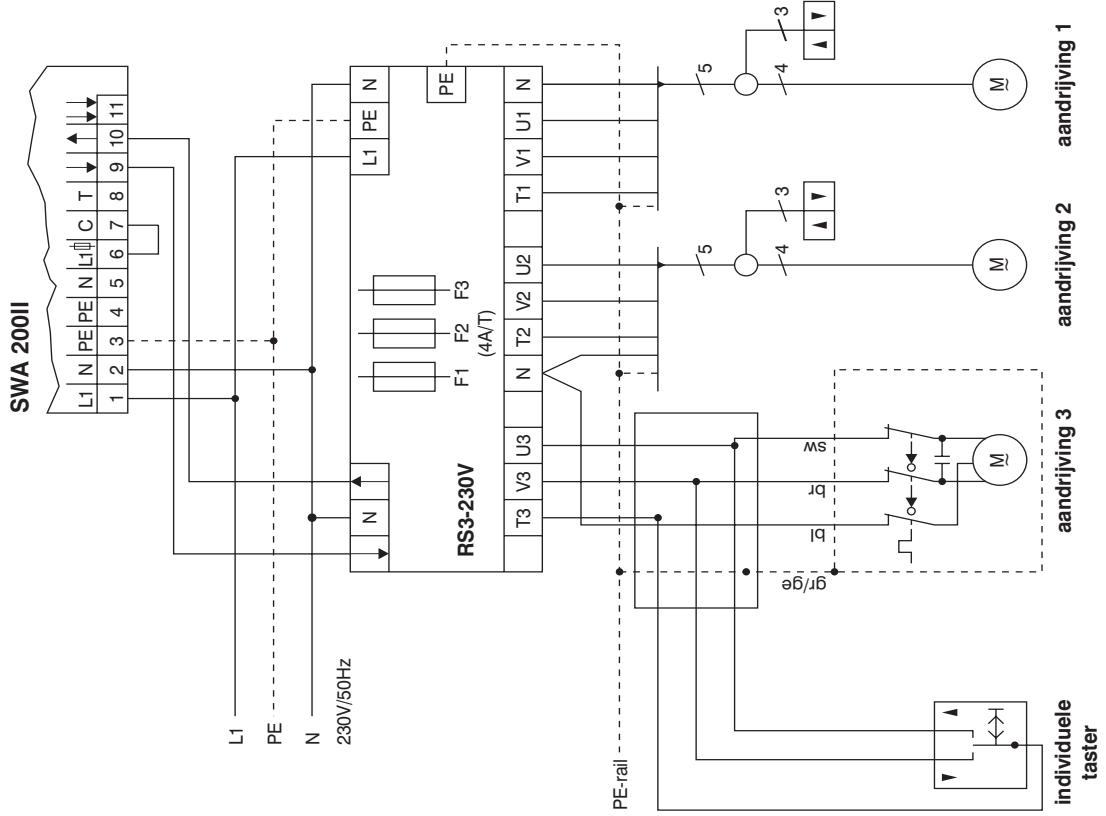 SWA 200II
L1 N PE PE N L1 C T
1 2 3 4 5 6 7 8 9 10 11
L1
PE
N
230V/50Hz
N L1 PE N
PE
F1 F2 F3
(4A/T)
RS3-230V
T3 V3 U3 N T2 V2 U2 T1 V1 U1 N
PE-rail
gr/ge
bl
br
sw
5 3
4
5 3
4
M
M
M
individuele
taster
aandrijving 3
aandrijving 2
aandrijving 1